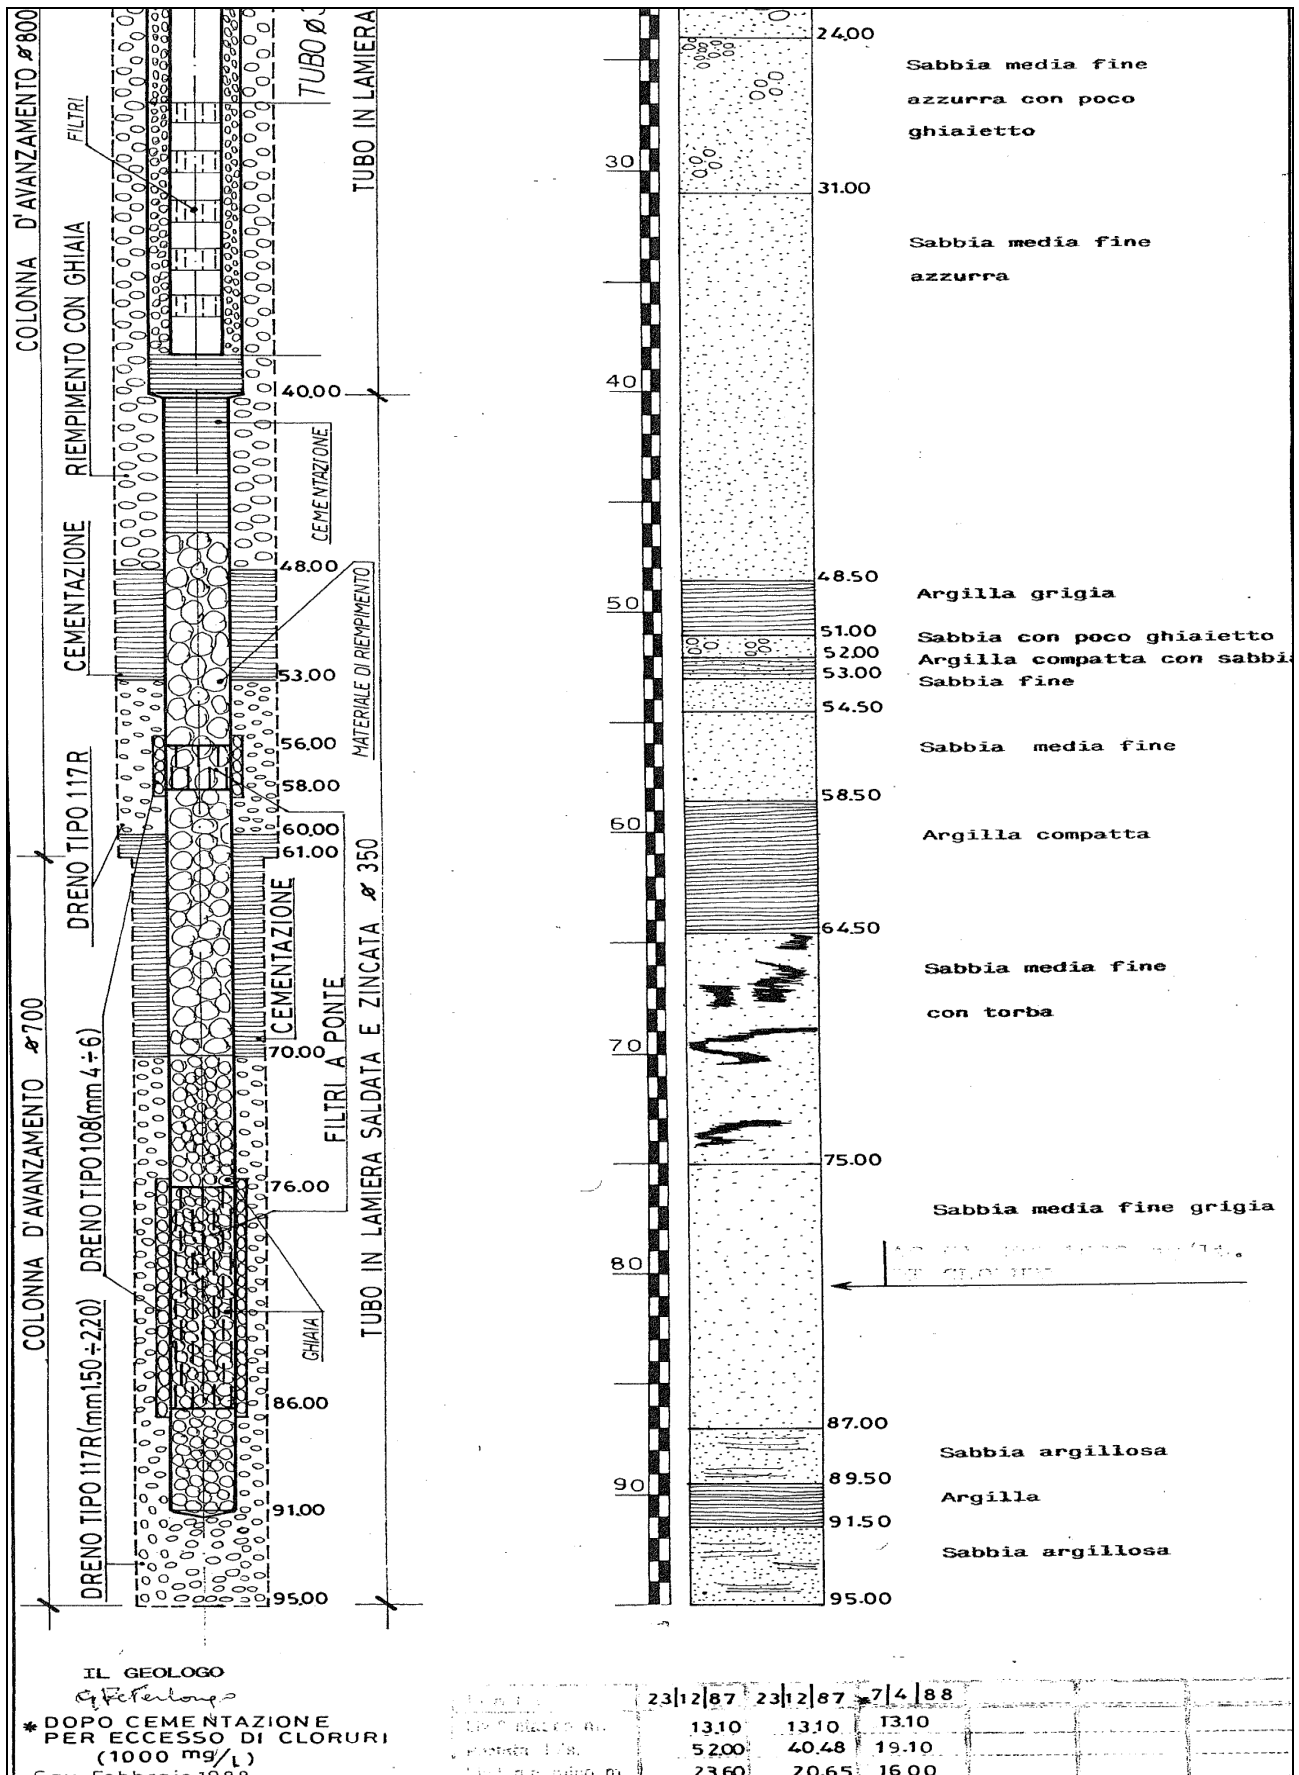 COLONNA D'AVANZAMENTO ø800
FILTRI
RIEMPIMENTO CON GHIAIA
TUBO ø
TUBO IN LAMIERA
40.00
CEMENTAZIONE
CEMENTAZIONE
48.00
MATERIALE DI RIEMPIMENTO
53.00
56.00
58.00
60.00
61.00
DRENO TIPO 117R
CEMENTAZIONE
70.00
FILTRI A PONTE
TUBO IN LAMIERA SALDATA E ZINCATA ø 350
COLONNA D'AVANZAMENTO ø700
DRENO TIPO 108 (mm 4÷6)
76.00
GHIAIA
DRENO TIPO 117R (mm 1.50÷2.20)
86.00
91.00
95.00
30
40
50
60
70
80
90
24.00
Sabbia media fine
azzurra con poco
ghiaietto
31.00
Sabbia media fine
azzurra
48.50
Argilla grigia
51.00
Sabbia con poco ghiaietto
52.00
Argilla compatta con sabbi
53.00
Sabbia fine
54.50
Sabbia media fine
58.50
Argilla compatta
64.50
Sabbia media fine
con torba
75.00
Sabbia media fine grigia
87.00
Sabbia argillosa
89.50
Argilla
91.50
Sabbia argillosa
95.00
IL GEOLOGO
* DOPO CEMENTAZIONE
PER ECCESSO DI CLORURI
(1000 mg/L)
23|12|87 23|12|87 *7|4|88
13.10 13.10 13.10
52.00 40.48 19.10
23.60 20.65 16.00